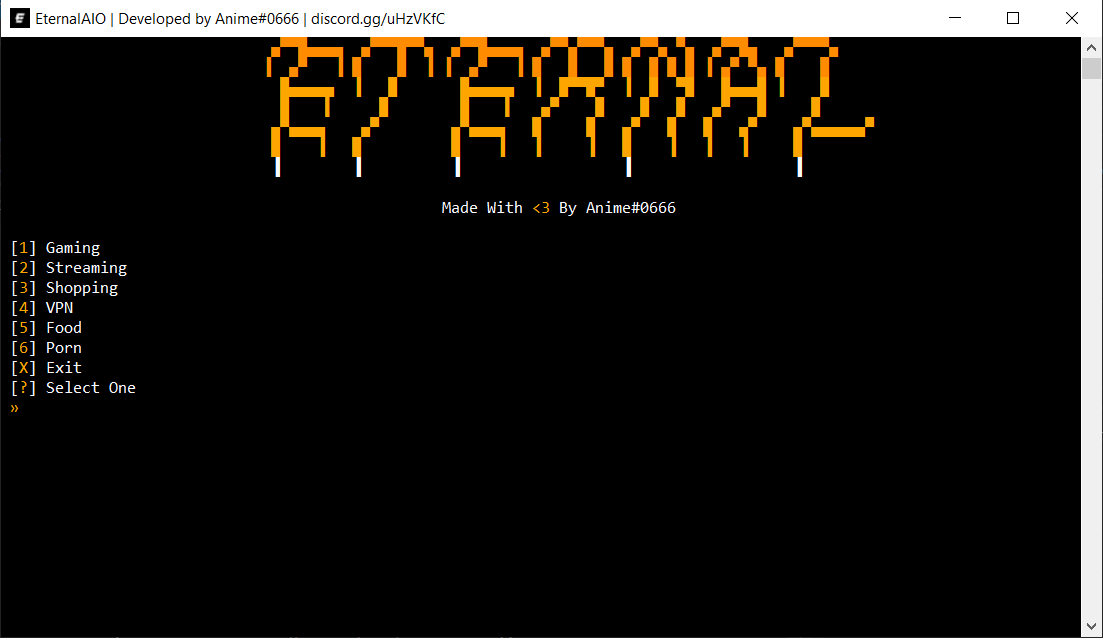 EternalAIO | Developed by Anime#0666 | discord.gg/uHzVKfC
ETERNAL
Made With <3 By Anime#0666
[1] Gaming
[2] Streaming
[3] Shopping
[4] VPN
[5] Food
[6] Porn
[X] Exit
[?] Select One
»